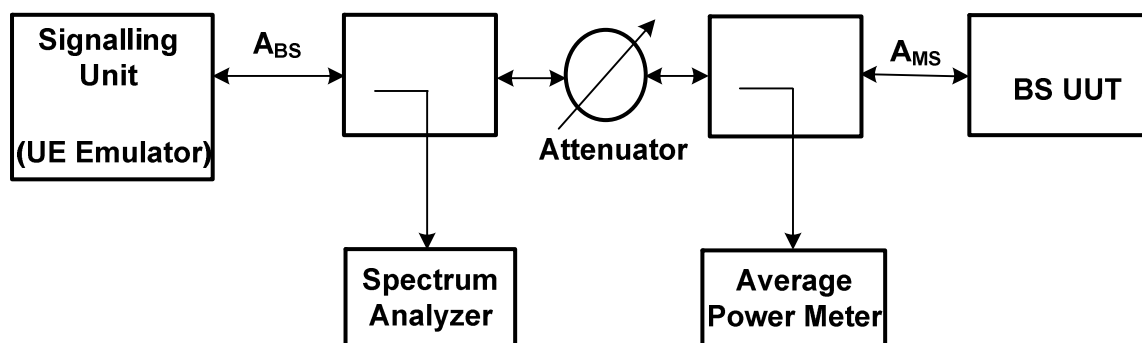 Signalling
Unit
(UE Emulator)
A_BS
Attenuator
A_MS
BS UUT
Spectrum
Analyzer
Average
Power Meter